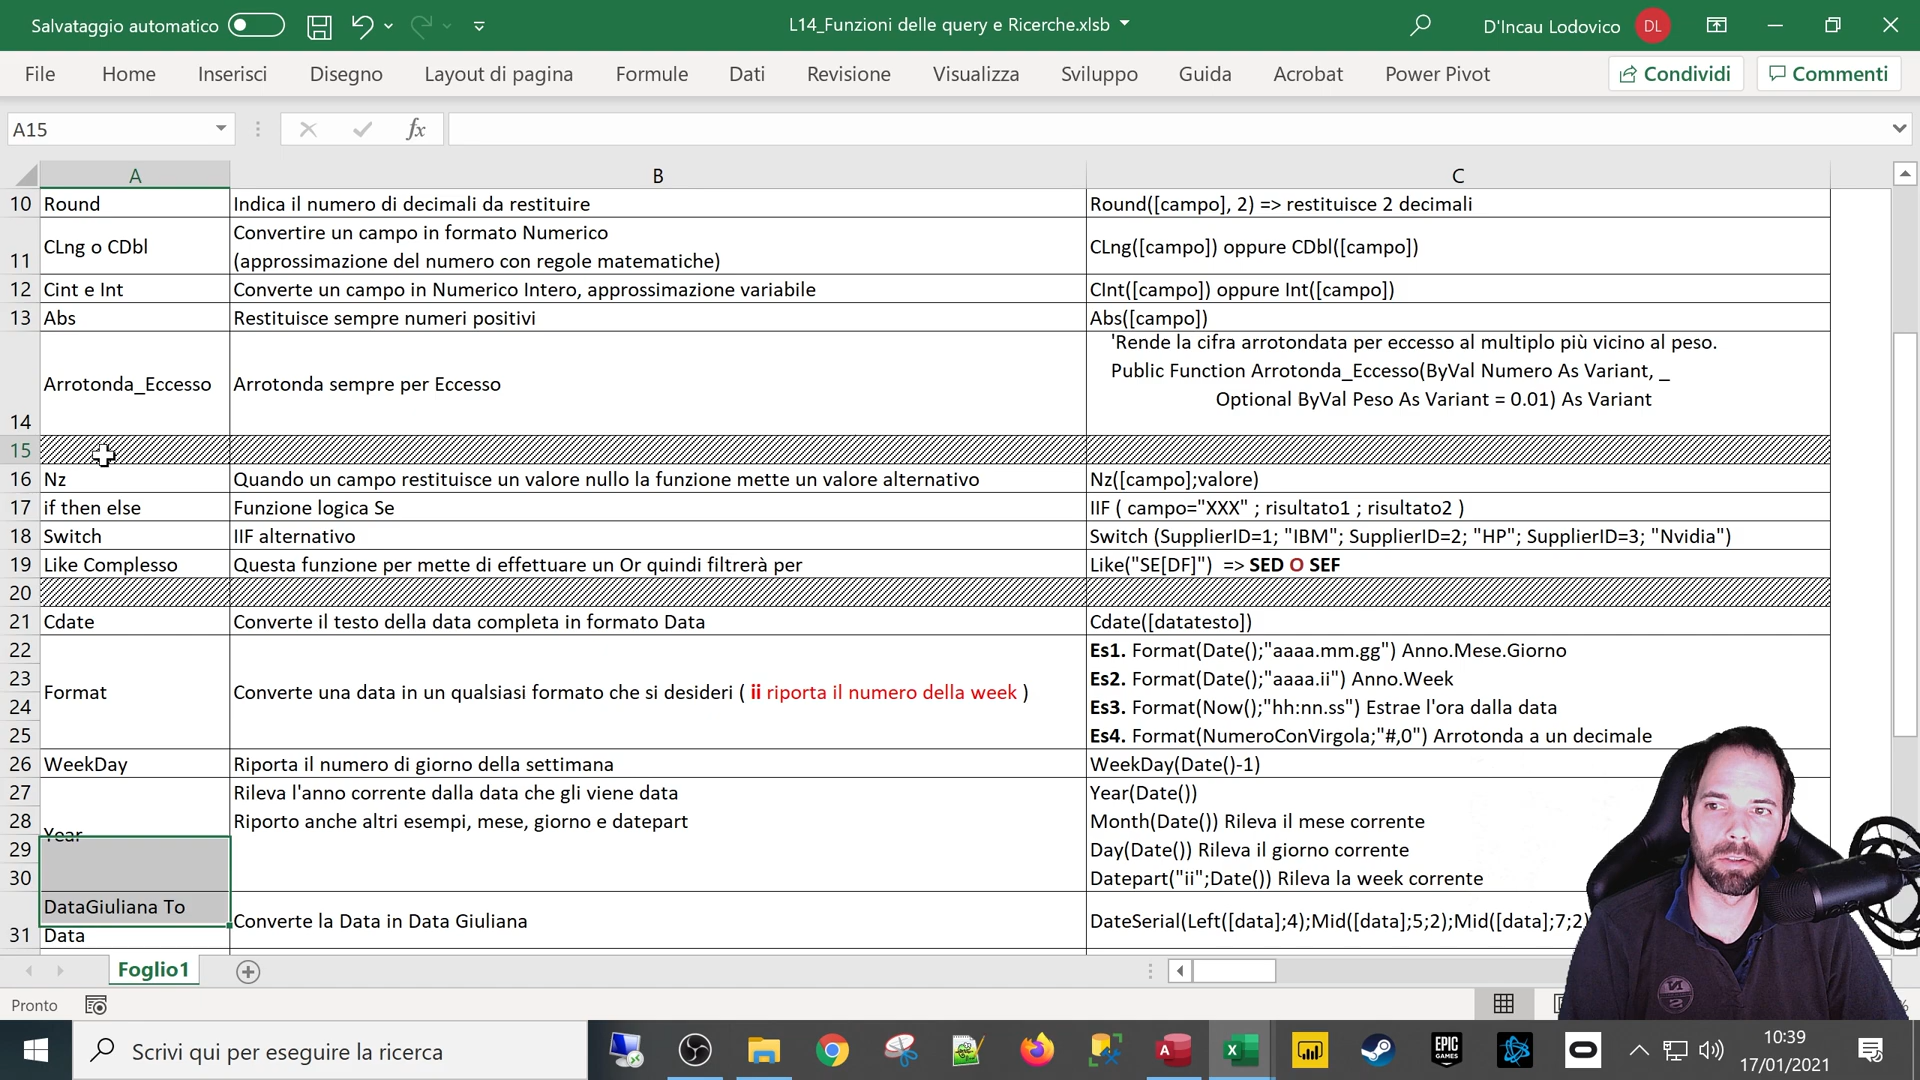 Salvataggio automatico
L14_Funzioni delle query e Ricerche.xlsb
D'Incau Lodovico
DL
File Home Inserisci Disegno Layout di pagina Formule Dati Revisione Visualizza Sviluppo Guida Acrobat Power Pivot
Condividi
Commenti
A15
fx
A B C
10 Round Indica il numero di decimali da restituire Round([campo], 2) => restituisce 2 decimali
11 CLng o CDbl Convertire un campo in formato Numerico
(approssimazione del numero con regole matematiche) CLng([campo]) oppure CDbl([campo])
12 Cint e Int Converte un campo in Numerico Intero, approssimazione variabile CInt([campo]) oppure Int([campo])
13 Abs Restituisce sempre numeri positivi Abs([campo])
14 Arrotonda_Eccesso Arrotonda sempre per Eccesso
'Rende la cifra arrotondata per eccesso al multiplo più vicino al peso.
Public Function Arrotonda_Eccesso(ByVal Numero As Variant, _
Optional ByVal Peso As Variant = 0.01) As Variant
15
16 Nz Quando un campo restituisce un valore nullo la funzione mette un valore alternativo Nz([campo];valore)
17 if then else Funzione logica Se IIF ( campo="XXX" ; risultato1 ; risultato2 )
18 Switch IIF alternativo Switch (SupplierID=1; "IBM"; SupplierID=2; "HP"; SupplierID=3; "Nvidia")
19 Like Complesso Questa funzione per mette di effettuare un Or quindi filtrerà per Like("SE[DF]") => SED O SEF
20
21 Cdate Converte il testo della data completa in formato Data Cdate([datatesto])
22 Es1. Format(Date();"aaaa.mm.gg") Anno.Mese.Giorno
23 Es2. Format(Date();"aaaa.ii") Anno.Week
Format Converte una data in un qualsiasi formato che si desideri ( ii riporta il numero della week )
24 Es3. Format(Now();"hh:nn.ss") Estrae l'ora dalla data
25 Es4. Format(NumeroConVirgola;"#,0") Arrotonda a un decimale
26 WeekDay Riporta il numero di giorno della settimana WeekDay(Date()-1)
27 Rileva l'anno corrente dalla data che gli viene data Year(Date())
28 Riporto anche altri esempi, mese, giorno e datepart Month(Date()) Rileva il mese corrente
Year
29 Day(Date()) Rileva il giorno corrente
30 Datepart("ii";Date()) Rileva la week corrente
DataGiuliana To
31 Data Converte la Data in Data Giuliana DateSerial(Left([data];4);Mid([data];5;2);Mid([data];7;2)
Foglio1
Pronto
Scrivi qui per eseguire la ricerca
EPIC GAMES
10:39
17/01/2021